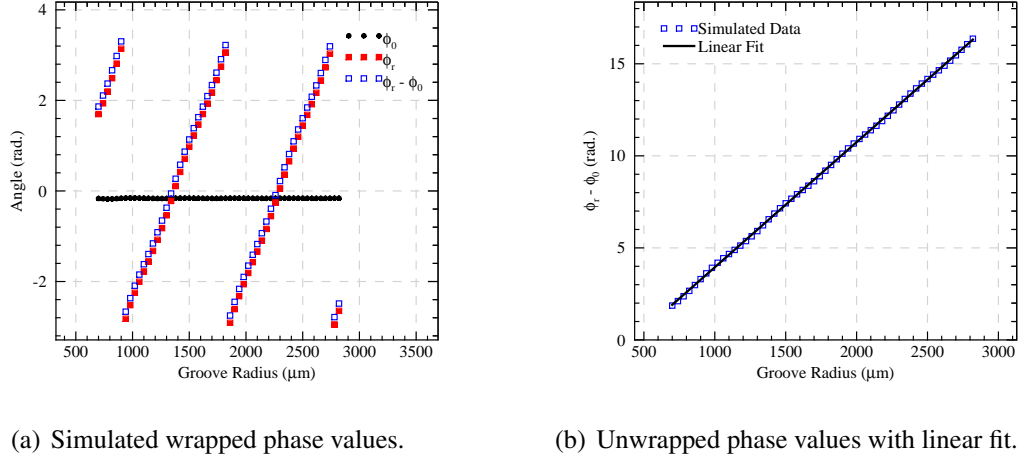 4
2
0
-2
Angle (rad.)
500 1000 1500 2000 2500 3000 3500
Groove Radius (μm)
ϕ0
ϕr
ϕr - ϕ0
15
10
5
0
ϕr - ϕ0 (rad.)
500 1000 1500 2000 2500 3000
Groove Radius (μm)
Simulated Data
Linear Fit
(a) Simulated wrapped phase values.
(b) Unwrapped phase values with linear fit.